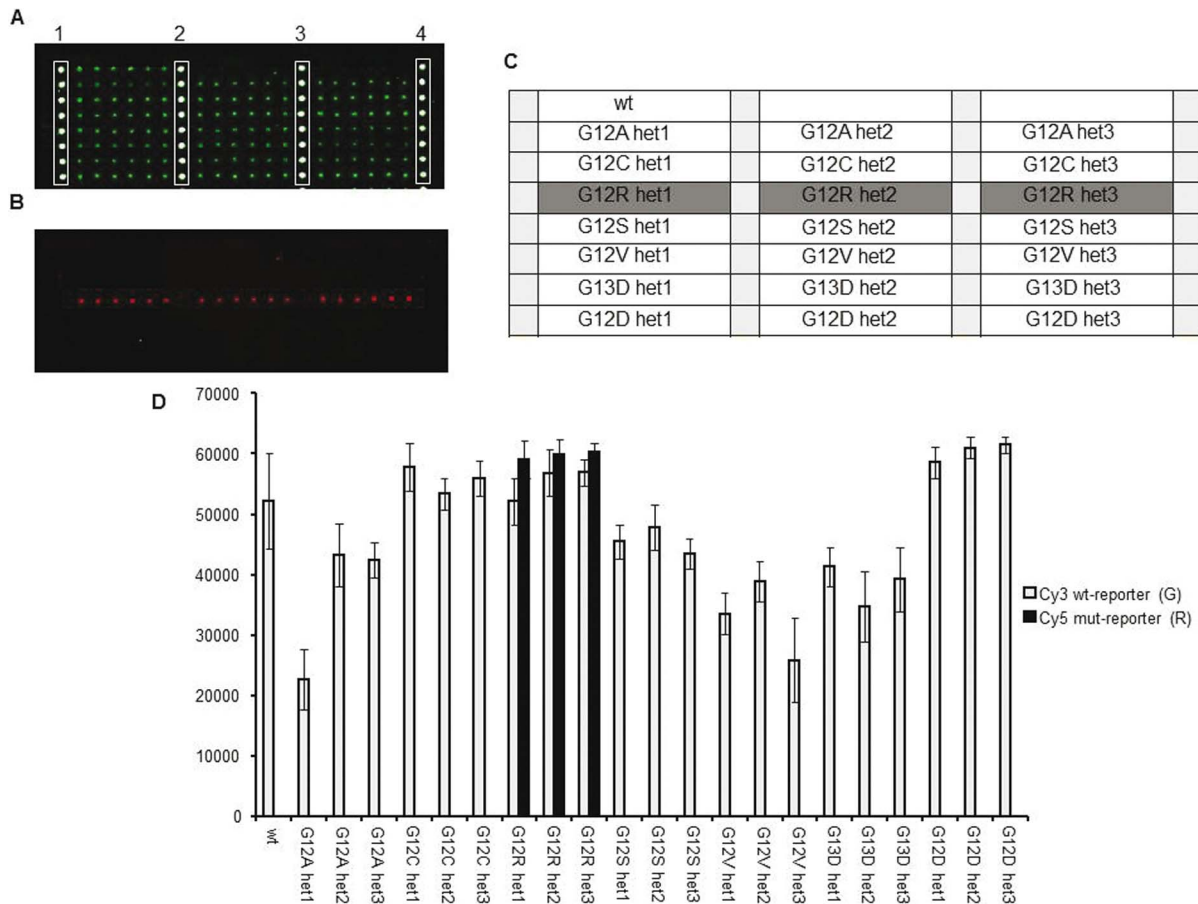 A
1 2 3 4
B
C
wt
G12A het1 G12A het2 G12A het3
G12C het1 G12C het2 G12C het3
G12R het1 G12R het2 G12R het3
G12S het1 G12S het2 G12S het3
G12V het1 G12V het2 G12V het3
G13D het1 G13D het2 G13D het3
G12D het1 G12D het2 G12D het3
D
70000
60000
50000
40000
30000
20000
10000
0
wt
G12A het1
G12A het2
G12A het3
G12C het1
G12C het2
G12C het3
G12R het1
G12R het2
G12R het3
G12S het1
G12S het2
G12S het3
G12V het1
G12V het2
G12V het3
G13D het1
G13D het2
G13D het3
G12D het1
G12D het2
G12D het3
Cy3 wt-reporter (G)
Cy5 mut-reporter (R)